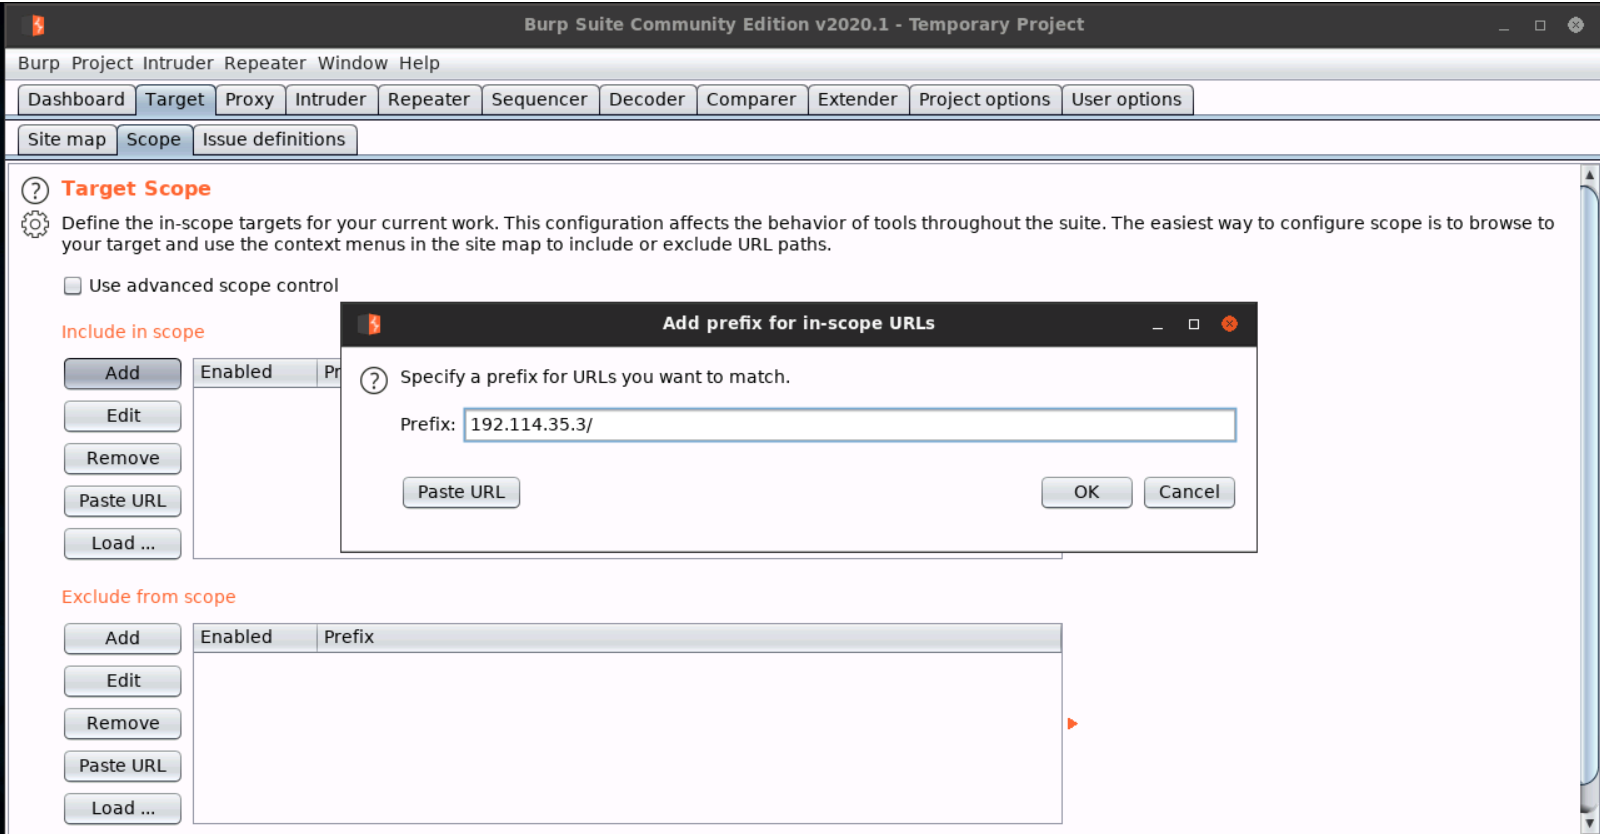 Burp Suite Community Edition v2020.1 - Temporary Project
Burp Project Intruder Repeater Window Help
Dashboard Target Proxy Intruder Repeater Sequencer Decoder Comparer Extender Project options User options
Site map Scope Issue definitions
? Target Scope
Define the in-scope targets for your current work. This configuration affects the behavior of tools throughout the suite. The easiest way to configure scope is to browse to
your target and use the context menus in the site map to include or exclude URL paths.
Use advanced scope control
Include in scope
Add
Edit
Remove
Paste URL
Load ...
Enabled Pr
Add prefix for in-scope URLs
? Specify a prefix for URLs you want to match.
Prefix: 192.114.35.3/
Paste URL OK Cancel
Exclude from scope
Add
Edit
Remove
Paste URL
Load ...
Enabled Prefix